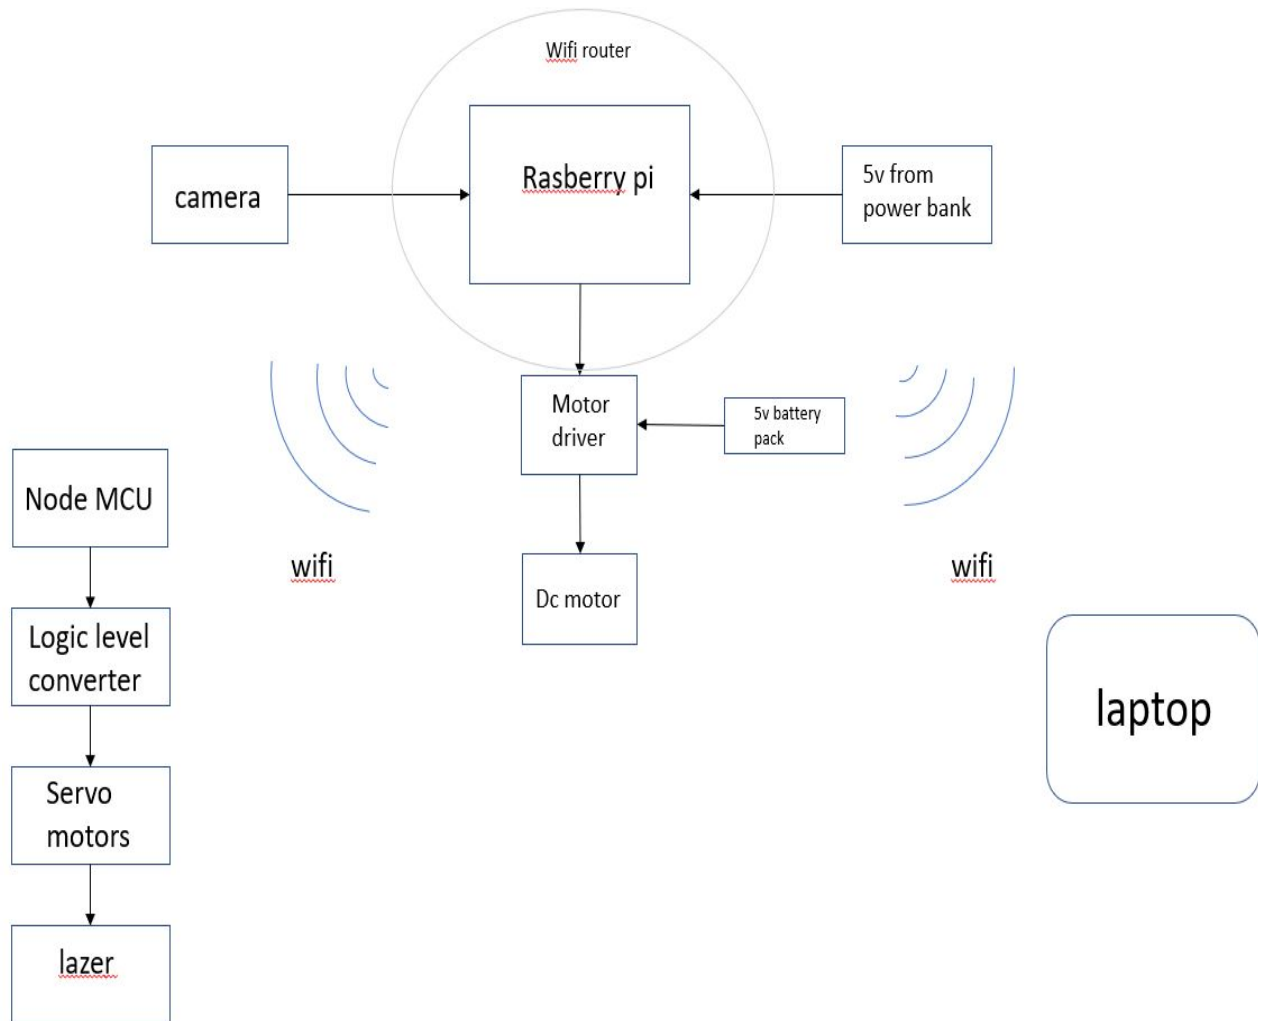 Wifi router
Rasberry pi
camera
5v from
power bank
Motor
driver
5v battery
pack
Node MCU
wifi
wifi
Dc motor
Logic level
converter
laptop
Servo
motors
lazer